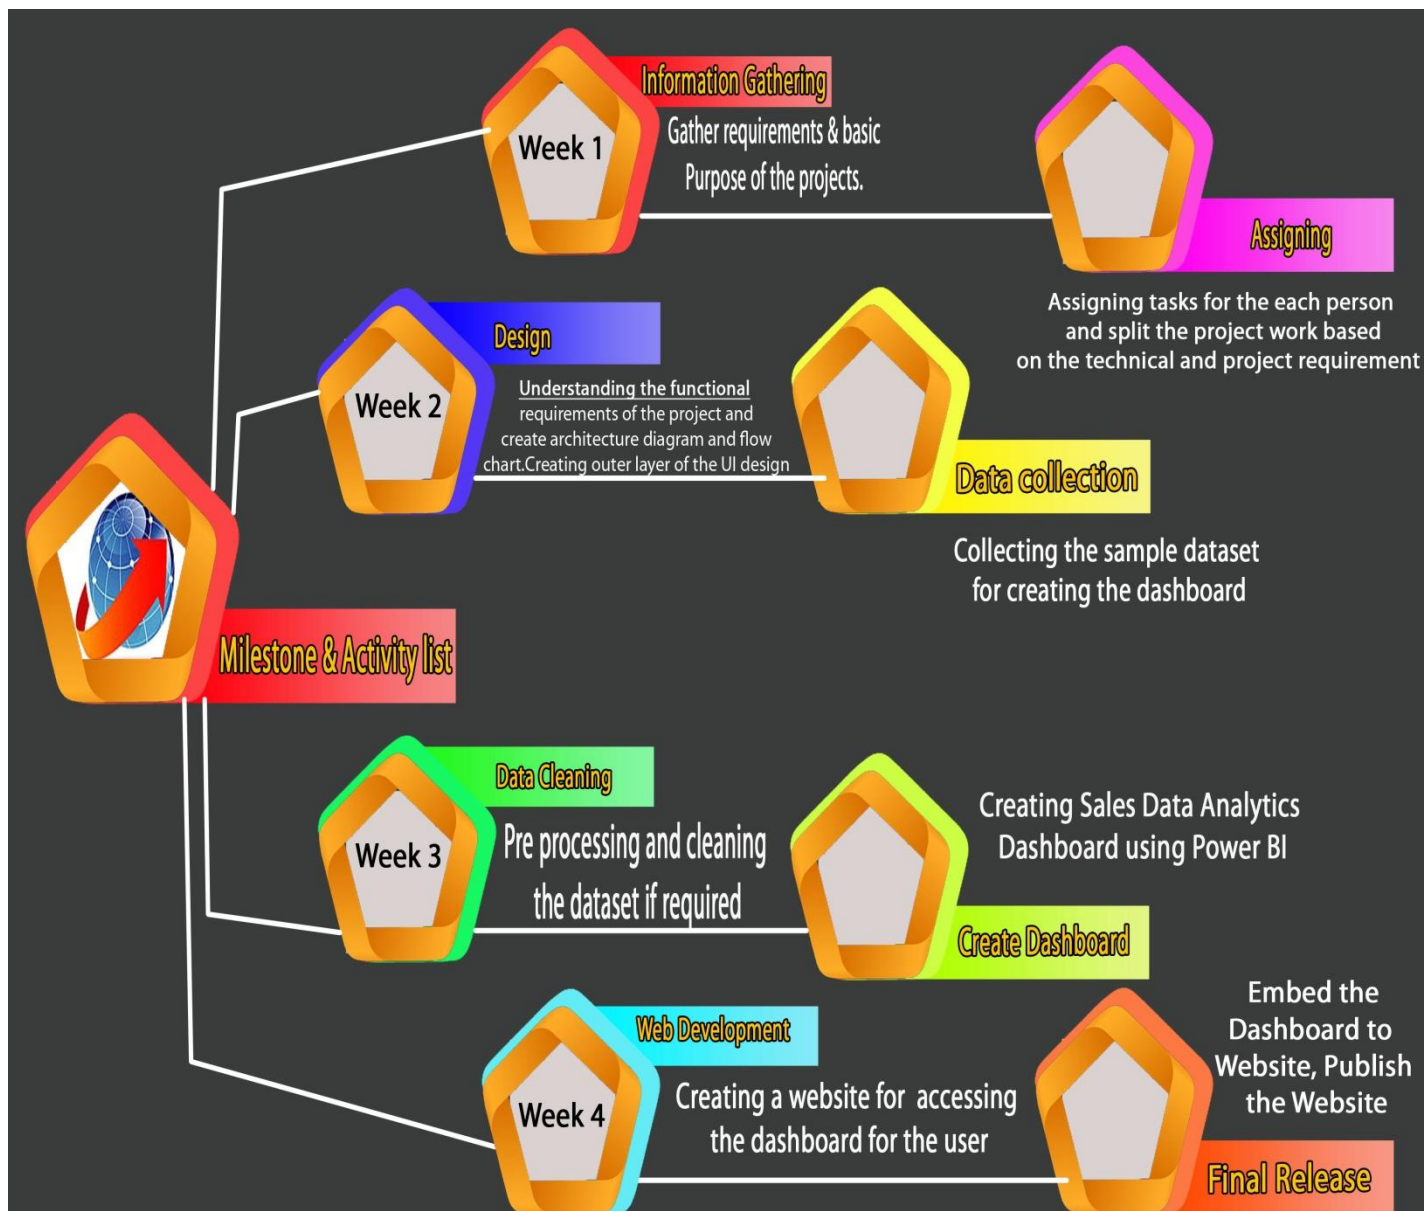 Information Gathering
Week 1
Gather requirements & basic
Purpose of the projects.
Assigning
Assigning tasks for the each person
and split the project work based
on the technical and project requirement
Design
Week 2
Understanding the functional
requirements of the project and
create architecture diagram and flow
chart.Creating outer layer of the UI design
Data collection
Collecting the sample dataset
for creating the dashboard
Milestone & Activity list
Data Cleaning
Week 3
Pre processing and cleaning
the dataset if required
Creating Sales Data Analytics
Dashboard using Power BI
Create Dashboard
Web Development
Week 4
Creating a website for accessing
the dashboard for the user
Embed the
Dashboard to
Website, Publish
the Website
Final Release